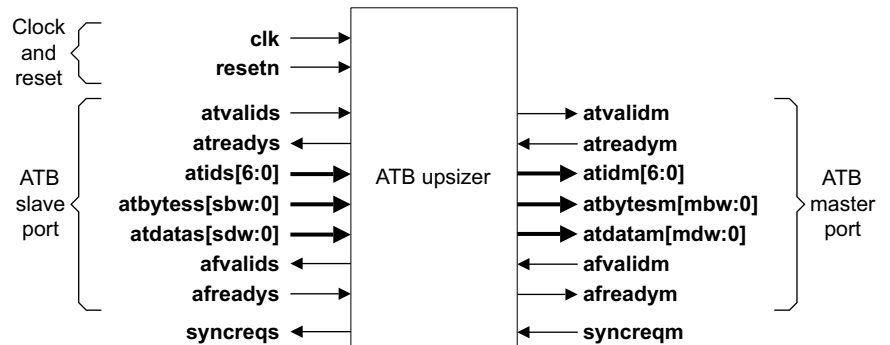 Clock
and
reset
clk
resetn
ATB
slave
port
atvalids
atreadys
atids[6:0]
atbytess[sbw:0]
atdatas[sdw:0]
afvalids
afreadys
syncreqs
ATB upsizer
atvalidm
atreadym
atidm[6:0]
atbytesm[mbw:0]
atdatam[mdw:0]
afvalidm
afreadym
syncreqm
ATB
master
port